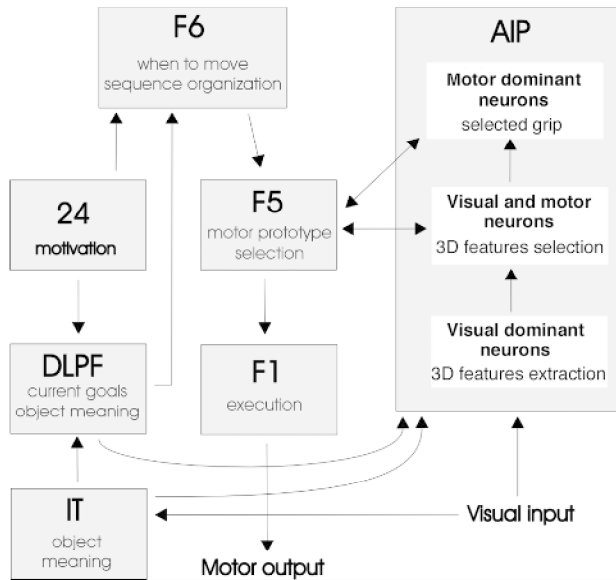 F6
when to move
sequence organization
AIP
Motor dominant
neurons
selected grip
24
motivation
F5
motor prototype
selection
Visual and motor
neurons
3D features selection
DLPF
current goals
object meaning
F1
execution
Visual dominant
neurons
3D features extraction
IT
object
meaning
Visual input
Motor output